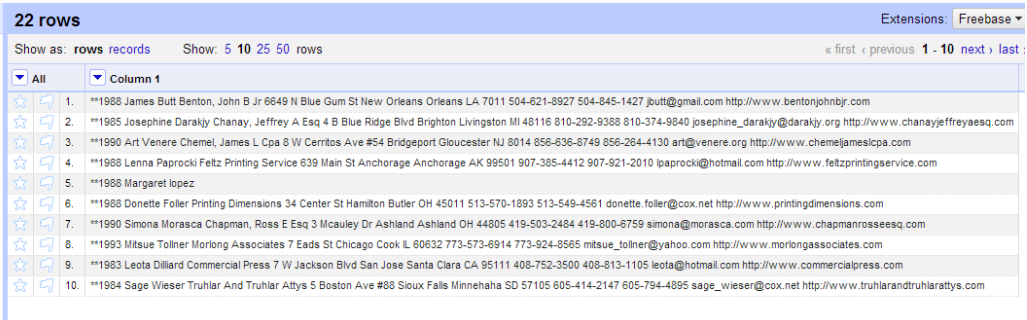 22 rows Extensions: Freebase
Show as: rows records Show: 5 10 25 50 rows « first ‹ previous 1 - 10 next › last
All Column 1
1. **1988 James Butt Benton, John B Jr 6649 N Blue Gum St New Orleans Orleans LA 7011 504-621-8927 504-845-1427 jbutt@gmail.com http://www.bentonjohnbjr.com
2. **1985 Josephine Darakjy Chanay, Jeffrey A Esq 4 B Blue Ridge Blvd Brighton Livingston MI 48116 810-292-9388 810-374-9840 josephine_darakjy@darakjy.org http://www.chanayjeffreyaesq.com
3. **1990 Art Venere Chemel, James L Cpa 8 W Cerritos Ave #54 Bridgeport Gloucester NJ 8014 856-636-8749 856-264-4130 art@venere.org http://www.chemeljameslcpa.com
4. **1988 Lenna Paprocki Feltz Printing Service 639 Main St Anchorage Anchorage AK 99501 907-385-4412 907-921-2010 lpaprocki@hotmail.com http://www.feltzprintingservice.com
5. **1988 Margaret lopez
6. **1988 Donette Foller Printing Dimensions 34 Center St Hamilton Butler OH 45011 513-570-1893 513-549-4561 donette.foller@cox.net http://www.printingdimensions.com
7. **1990 Simona Morasca Chapman, Ross E Esq 3 Mcauley Dr Ashland Ashland OH 44805 419-503-2484 419-800-6759 simona@morasca.com http://www.chapmanrosseesq.com
8. **1993 Mitsue Tollner Morlong Associates 7 Eads St Chicago Cook IL 60632 773-573-6914 773-924-8565 mitsue_tollner@yahoo.com http://www.morlongassociates.com
9. **1983 Leota Dilliard Commercial Press 7 W Jackson Blvd San Jose Santa Clara CA 95111 408-752-3500 408-813-1105 leota@hotmail.com http://www.commercialpress.com
10. **1984 Sage Wieser Truhlar And Truhlar Attys 5 Boston Ave #88 Sioux Falls Minnehaha SD 57105 605-414-2147 605-794-4895 sage_wieser@cox.net http://www.truhlarandtruhlarattys.com